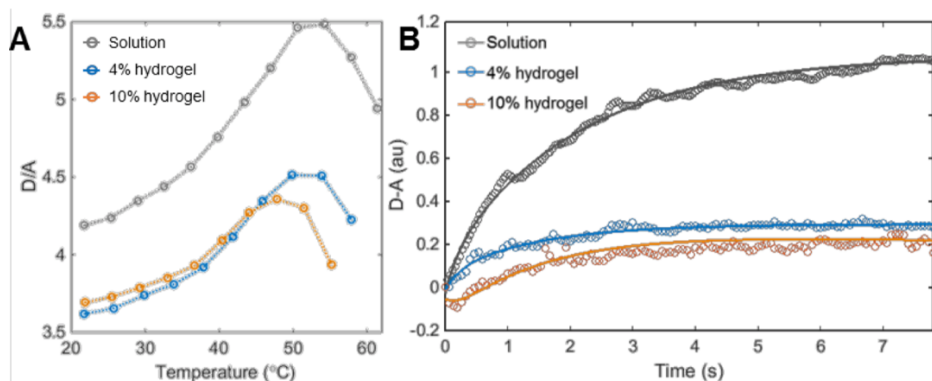 A
5.5
5
4.5
4
3.5
D/A
Solution
4% hydrogel
10% hydrogel
20 30 40 50 60
Temperature (°C)
B
1.2
1
0.8
0.6
0.4
0.2
0
-0.2
D-A (au)
Solution
4% hydrogel
10% hydrogel
0 1 2 3 4 5 6 7
Time (s)